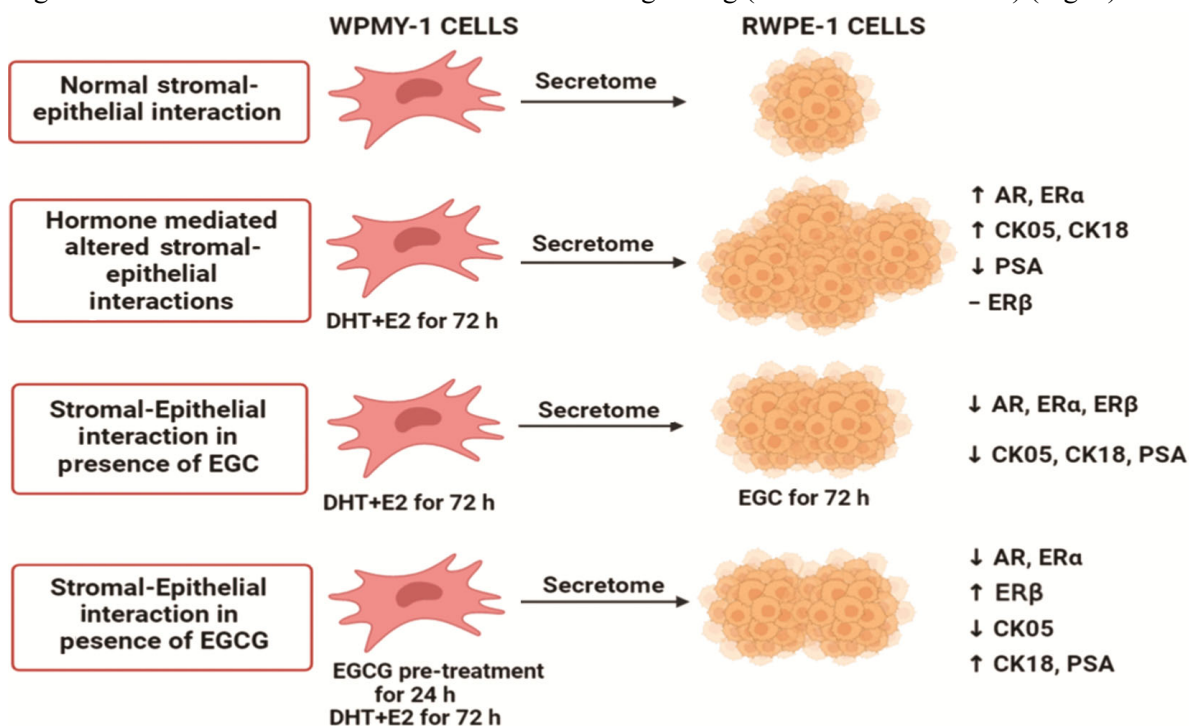 WPMY-1 CELLS
RWPE-1 CELLS
Normal stromal-
epithelial interaction
Secretome
Hormone mediated
altered stromal-
epithelial
interactions
DHT+E2 for 72 h
Secretome
↑ AR, ERα
↑ CK05, CK18
↓ PSA
– ERβ
Stromal-Epithelial
interaction in
presence of EGC
DHT+E2 for 72 h
Secretome
EGC for 72 h
↓ AR, ERα, ERβ
↓ CK05, CK18, PSA
Stromal-Epithelial
interaction in
pesence of EGCG
EGCG pre-treatment
for 24 h
DHT+E2 for 72 h
Secretome
↓ AR, ERα
↑ ERβ
↓ CK05
↑ CK18, PSA